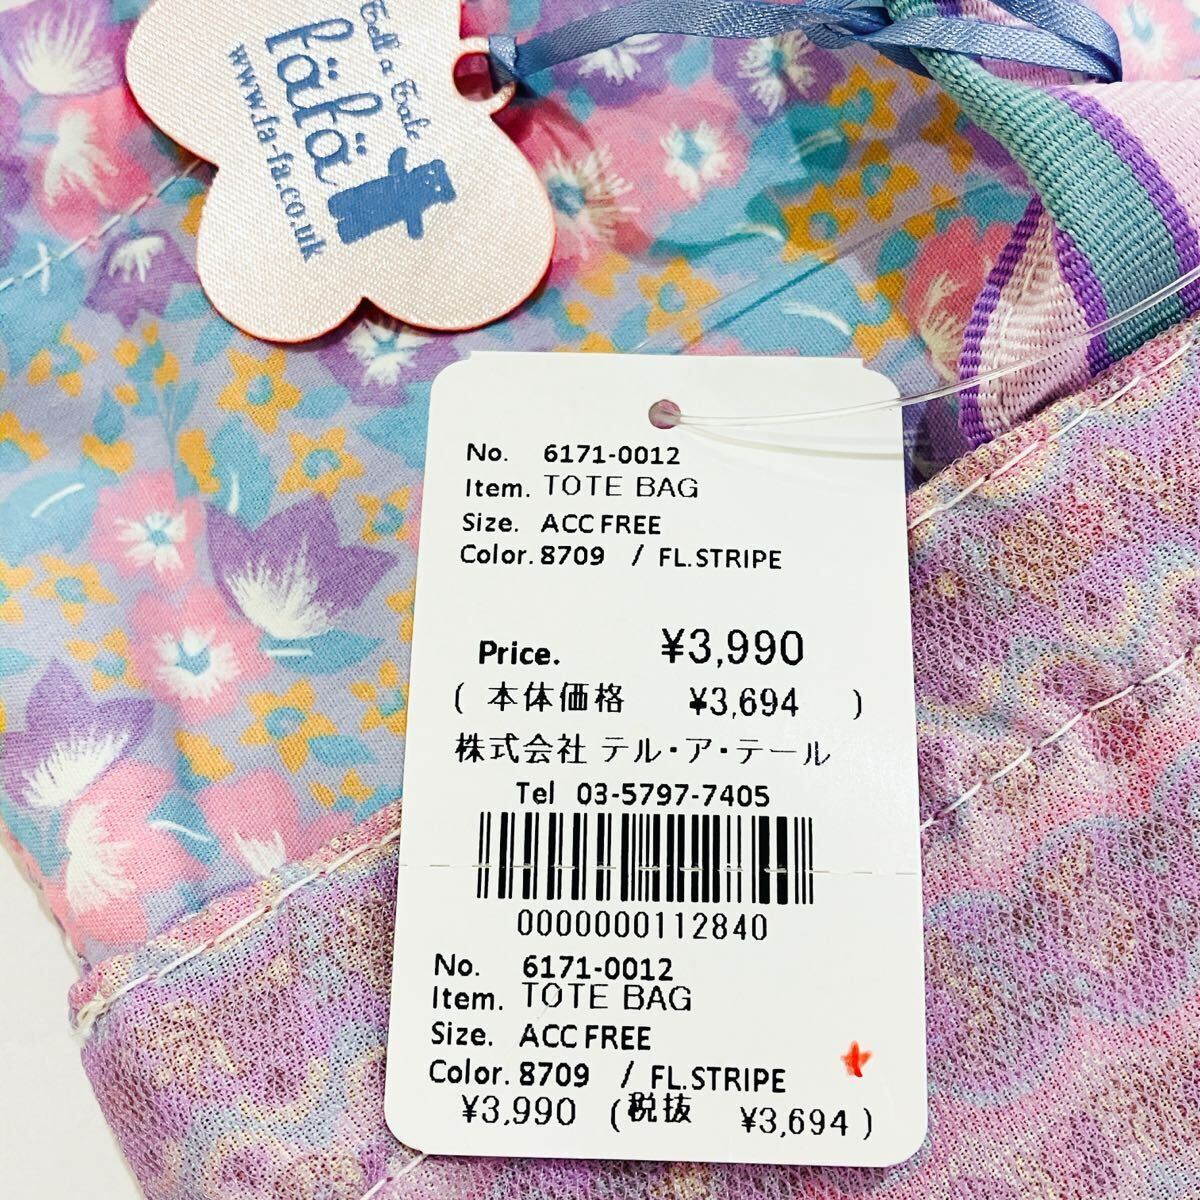 Tell a Tale
fafa
www.fa-fa.co.uk
No. 6171-0012
Item. TOTE BAG
Size. ACC FREE
Color. 8709 / FL.STRIPE
Price. ¥3,990
( 本体価格 ¥3,694 )
株式会社 テル・ア・テール
Tel 03-5797-7405
0000000112840
No. 6171-0012
Item. TOTE BAG
Size. ACC FREE
Color. 8709 / FL.STRIPE
¥3,990 (税抜 ¥3,694 )